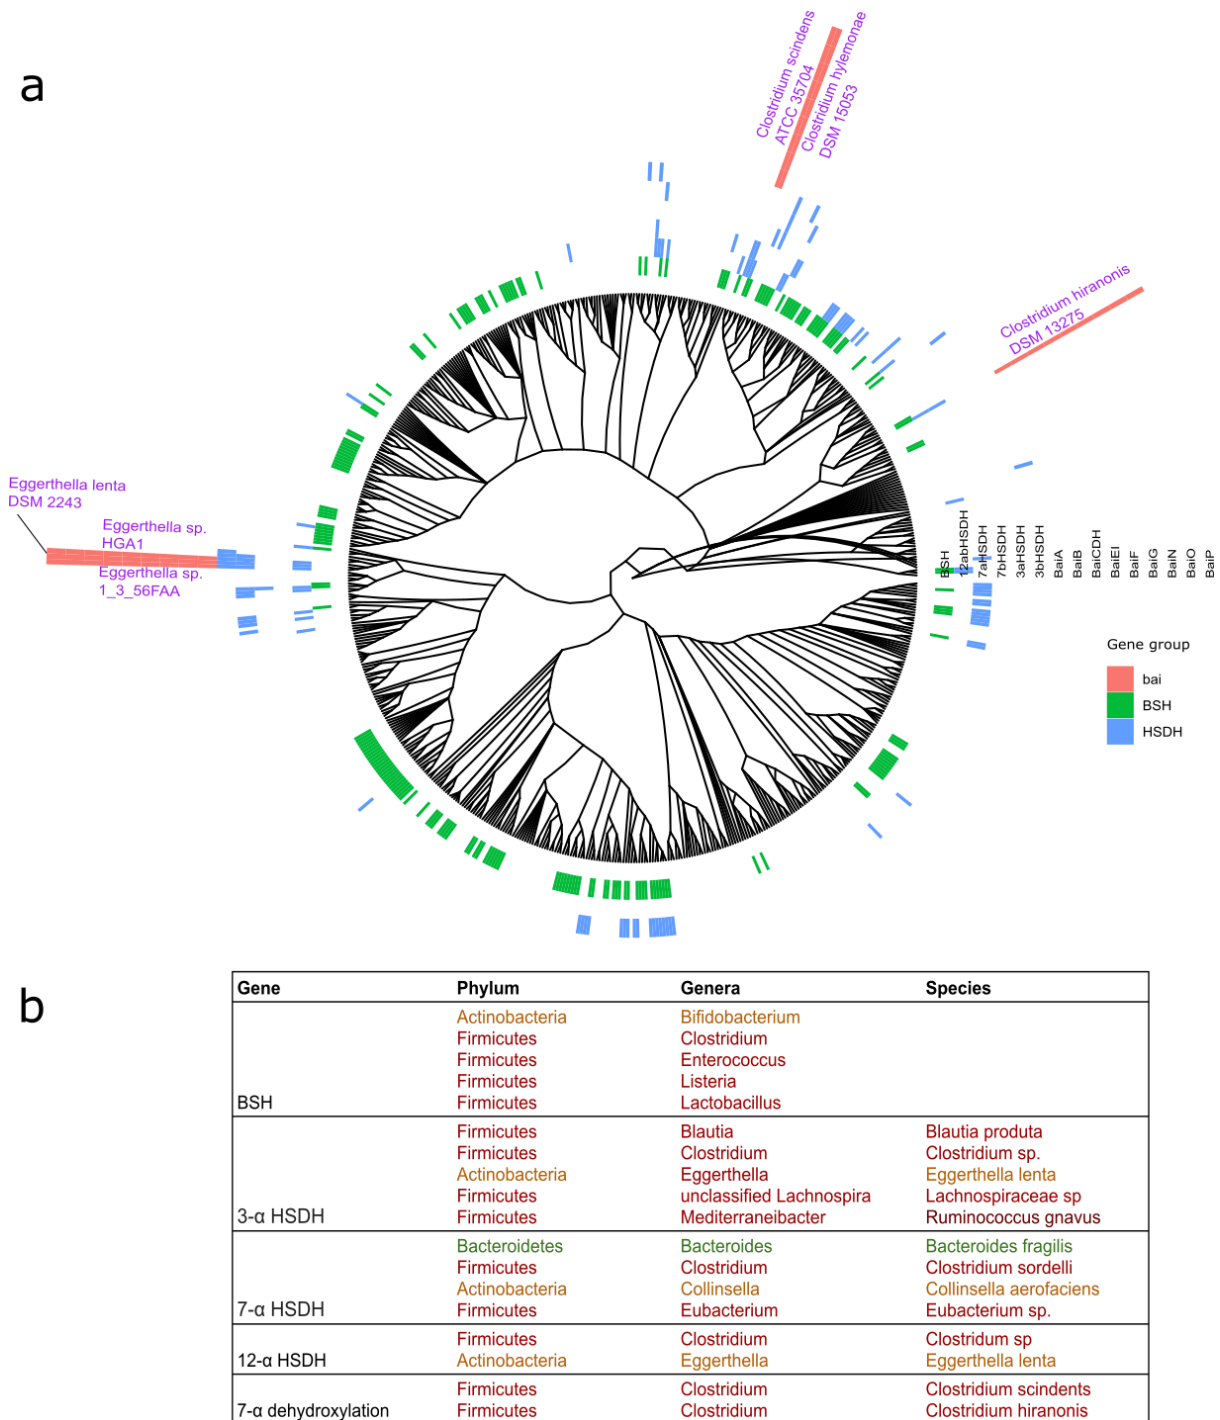 a
Clostridium scindens
ATCC 35704
Clostridium hylemonae
DSM 15053
Clostridium hiranonis
DSM 13275
Eggerthella lenta
DSM 2243
Eggerthella sp.
HGA1
Eggerthella sp.
1_3_56FAA
BSH
12abHSDH
7aHSDH
7bHSDH
3aHSDH
3bHSDH
BaiA
BaiB
BaiCDH
BaiEI
BaiF
BaiG
BaiN
BaiO
BaiP
Gene group
bai
BSH
HSDH
b
Gene Phylum Genera Species
Actinobacteria Bifidobacterium
Firmicutes Clostridium
Firmicutes Enterococcus
Firmicutes Listeria
BSH Firmicutes Lactobacillus
Firmicutes Blautia Blautia produta
Firmicutes Clostridium Clostridium sp.
Actinobacteria Eggerthella Eggerthella lenta
Firmicutes unclassified Lachnospira Lachnospiraceae sp
3-α HSDH Firmicutes Mediterraneibacter Ruminococcus gnavus
Bacteroidetes Bacteroides Bacteroides fragilis
Firmicutes Clostridium Clostridium sordelli
Actinobacteria Collinsella Collinsella aerofaciens
7-α HSDH Firmicutes Eubacterium Eubacterium sp.
Firmicutes Clostridium Clostridum sp
12-α HSDH Actinobacteria Eggerthella Eggerthella lenta
Firmicutes Clostridium Clostridium scindents
7-α dehydroxylation Firmicutes Clostridium Clostridium hiranonis